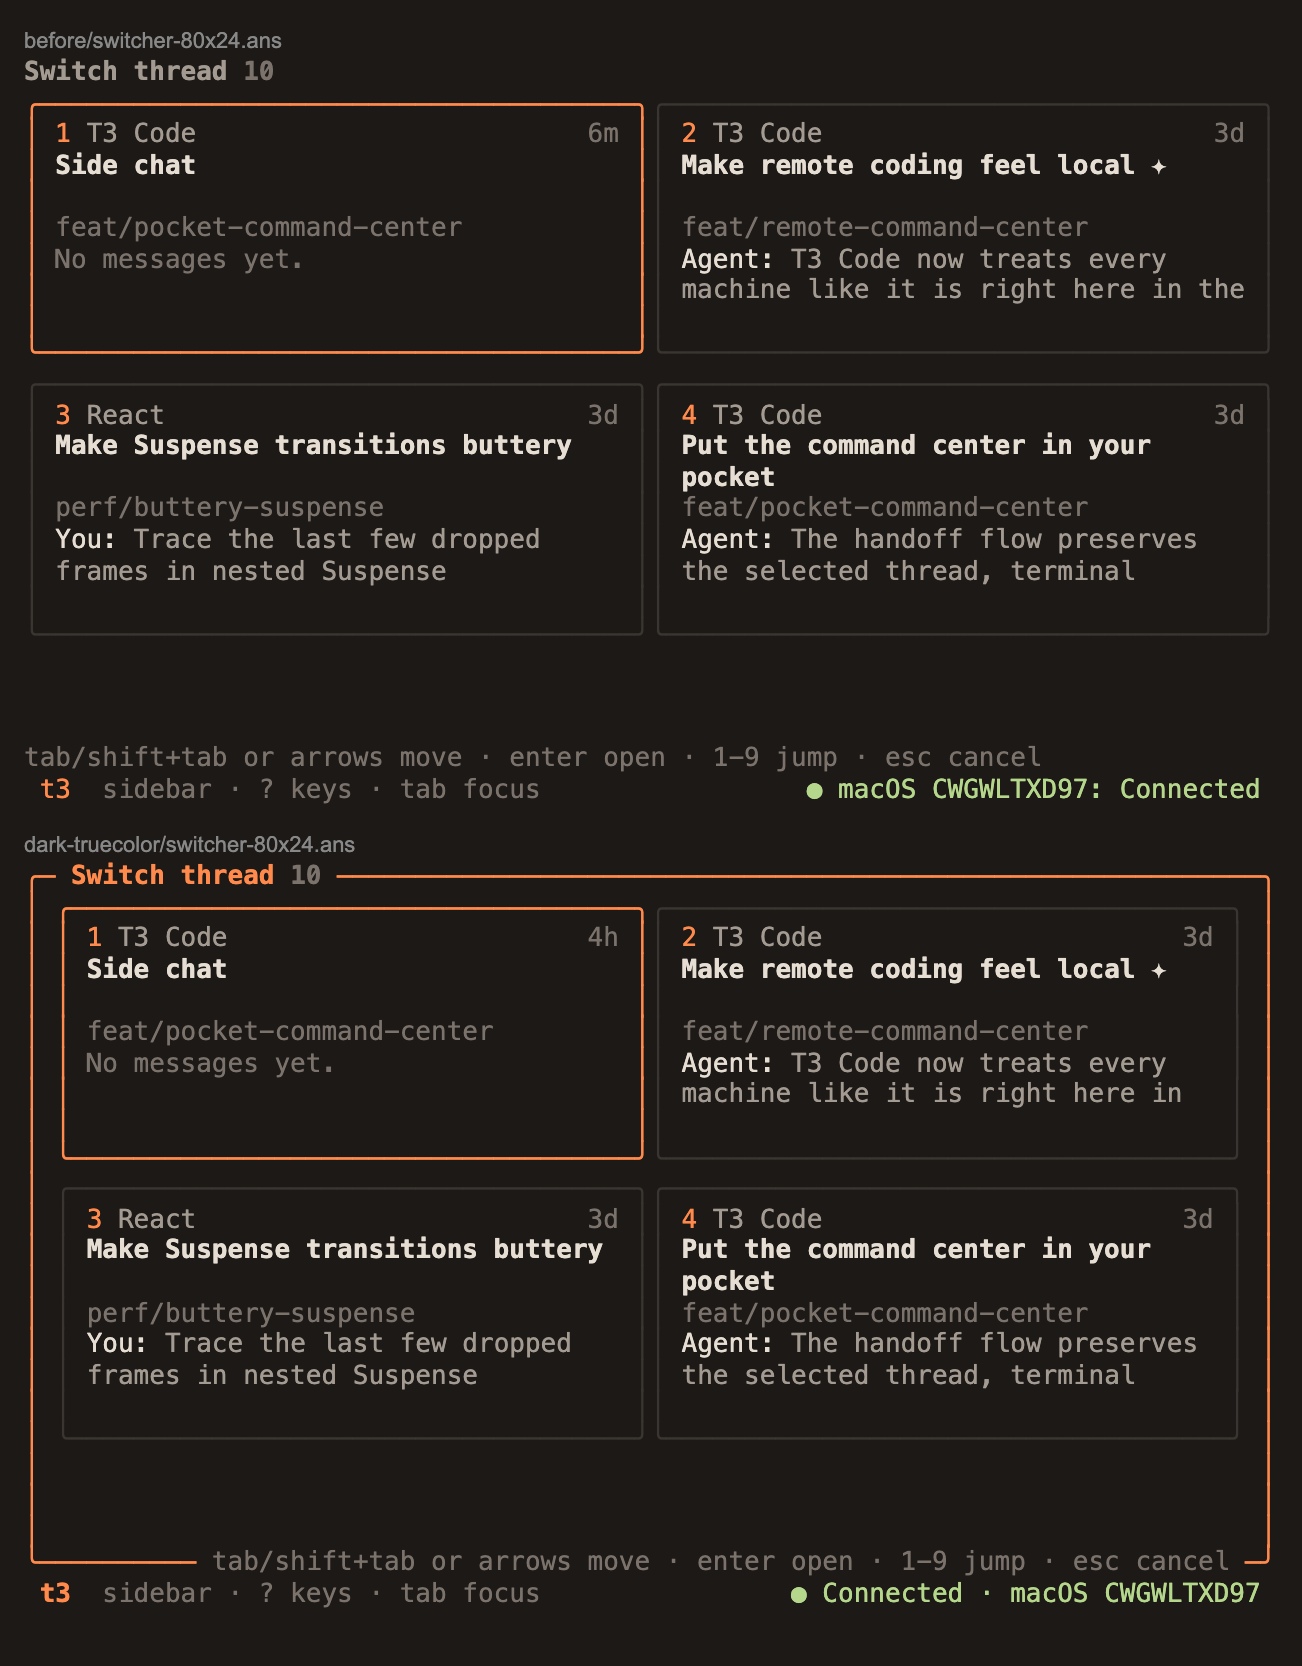 before/switcher-80x24.ans
Switch thread 10
1 T3 Code 6m
Side chat
feat/pocket-command-center
No messages yet.
2 T3 Code 3d
Make remote coding feel local ✦
feat/remote-command-center
Agent: T3 Code now treats every
machine like it is right here in the
3 React 3d
Make Suspense transitions buttery
perf/buttery-suspense
You: Trace the last few dropped
frames in nested Suspense
4 T3 Code 3d
Put the command center in your
pocket
feat/pocket-command-center
Agent: The handoff flow preserves
the selected thread, terminal
tab/shift+tab or arrows move · enter open · 1–9 jump · esc cancel
t3 sidebar · ? keys · tab focus ● macOS CWGWLTXD97: Connected
dark-truecolor/switcher-80x24.ans
Switch thread 10
1 T3 Code 4h
Side chat
feat/pocket-command-center
No messages yet.
2 T3 Code 3d
Make remote coding feel local ✦
feat/remote-command-center
Agent: T3 Code now treats every
machine like it is right here in
3 React 3d
Make Suspense transitions buttery
perf/buttery-suspense
You: Trace the last few dropped
frames in nested Suspense
4 T3 Code 3d
Put the command center in your
pocket
feat/pocket-command-center
Agent: The handoff flow preserves
the selected thread, terminal
tab/shift+tab or arrows move · enter open · 1–9 jump · esc cancel
t3 sidebar · ? keys · tab focus ● Connected · macOS CWGWLTXD97